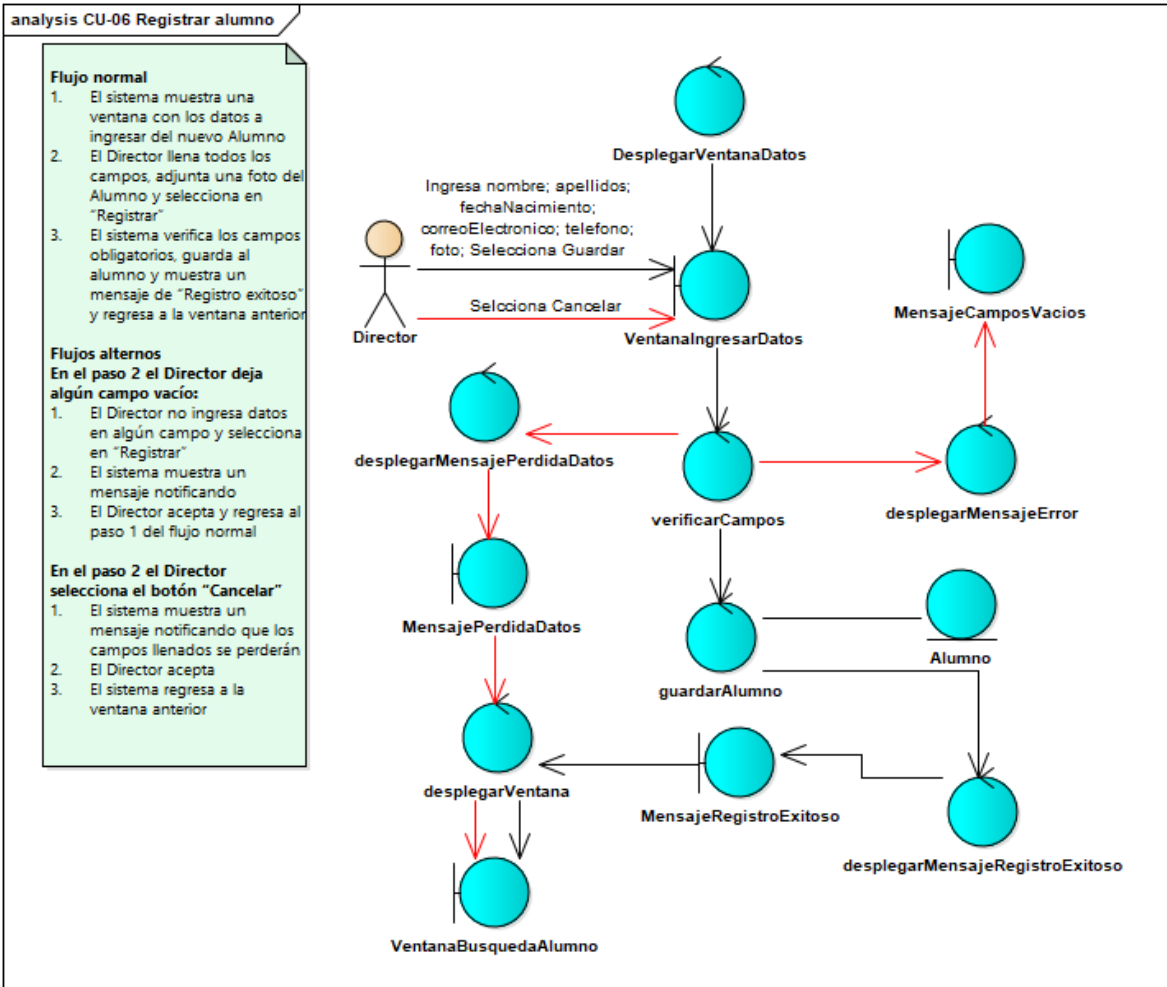 analysis CU-06 Registrar alumno
Flujo normal
1. El sistema muestra una
ventana con los datos a
ingresar del nuevo Alumno
2. El Director llena todos los
campos, adjunta una foto del
Alumno y selecciona en
“Registrar”
3. El sistema verifica los campos
obligatorios, guarda al
alumno y muestra un
mensaje de “Registro exitoso”
y regresa a la ventana anterior
Flujos alternos
En el paso 2 el Director deja
algún campo vacío:
1. El Director no ingresa datos
en algún campo y selecciona
en “Registrar”
2. El sistema muestra un
mensaje notificando
3. El Director acepta y regresa al
paso 1 del flujo normal
En el paso 2 el Director
selecciona el botón “Cancelar”
1. El sistema muestra un
mensaje notificando que los
campos llenados se perderán
2. El Director acepta
3. El sistema regresa a la
ventana anterior
DesplegarVentanaDatos
Ingresa nombre; apellidos;
fechaNacimiento;
correoElectronico; telefono;
foto; Selecciona Guardar
Selcciona Cancelar
Director
VentanaIngresarDatos
MensajeCamposVacios
desplegarMensajePerdidaDatos
verificarCampos
desplegarMensajeError
MensajePerdidaDatos
guardarAlumno
Alumno
desplegarVentana
MensajeRegistroExitoso
desplegarMensajeRegistroExitoso
VentanaBusquedaAlumno